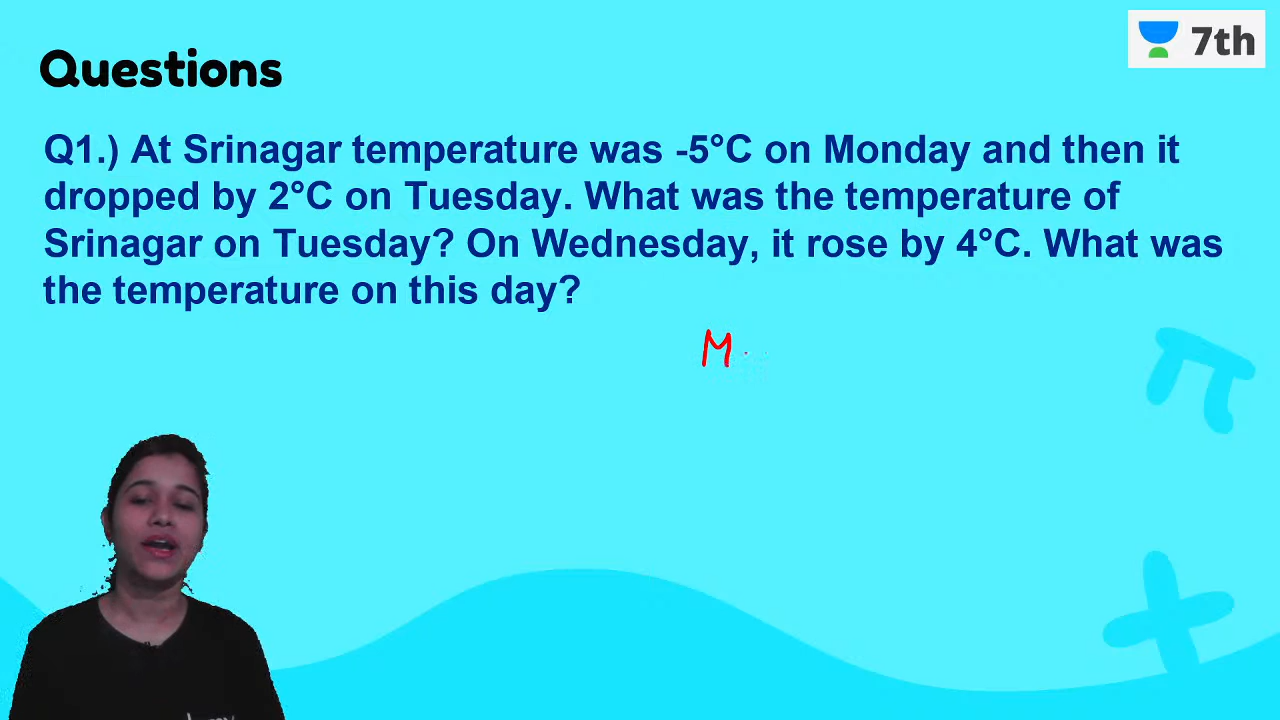 7th
Questions
Q1.) At Srinagar temperature was -5°C on Monday and then it
dropped by 2°C on Tuesday. What was the temperature of
Srinagar on Tuesday? On Wednesday, it rose by 4°C. What was
the temperature on this day?
M